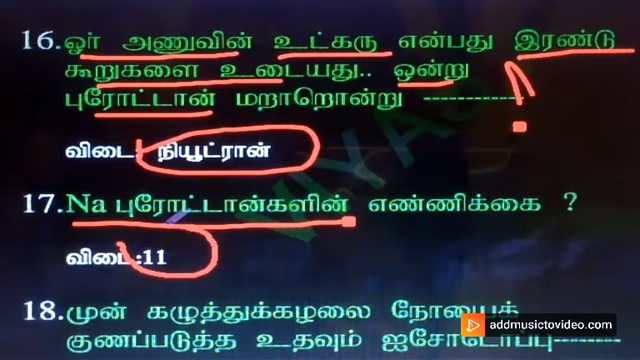 16. ஓர் அணுவின் உட்கரு என்பது இரண்டு
கூறுகளை உடையது.. ஒன்று
புரோட்டான் மறாறொன்று ------------
விடை: நியூட்ரான்
17. Na புரோட்டான்களின் எண்ணிக்கை ?
விடை:11
18. முன் கழுத்துக்கழலை நோயைக்
குணப்படுத்த உதவும் ஐசோடோப்பு--------
addmusictovideo.com